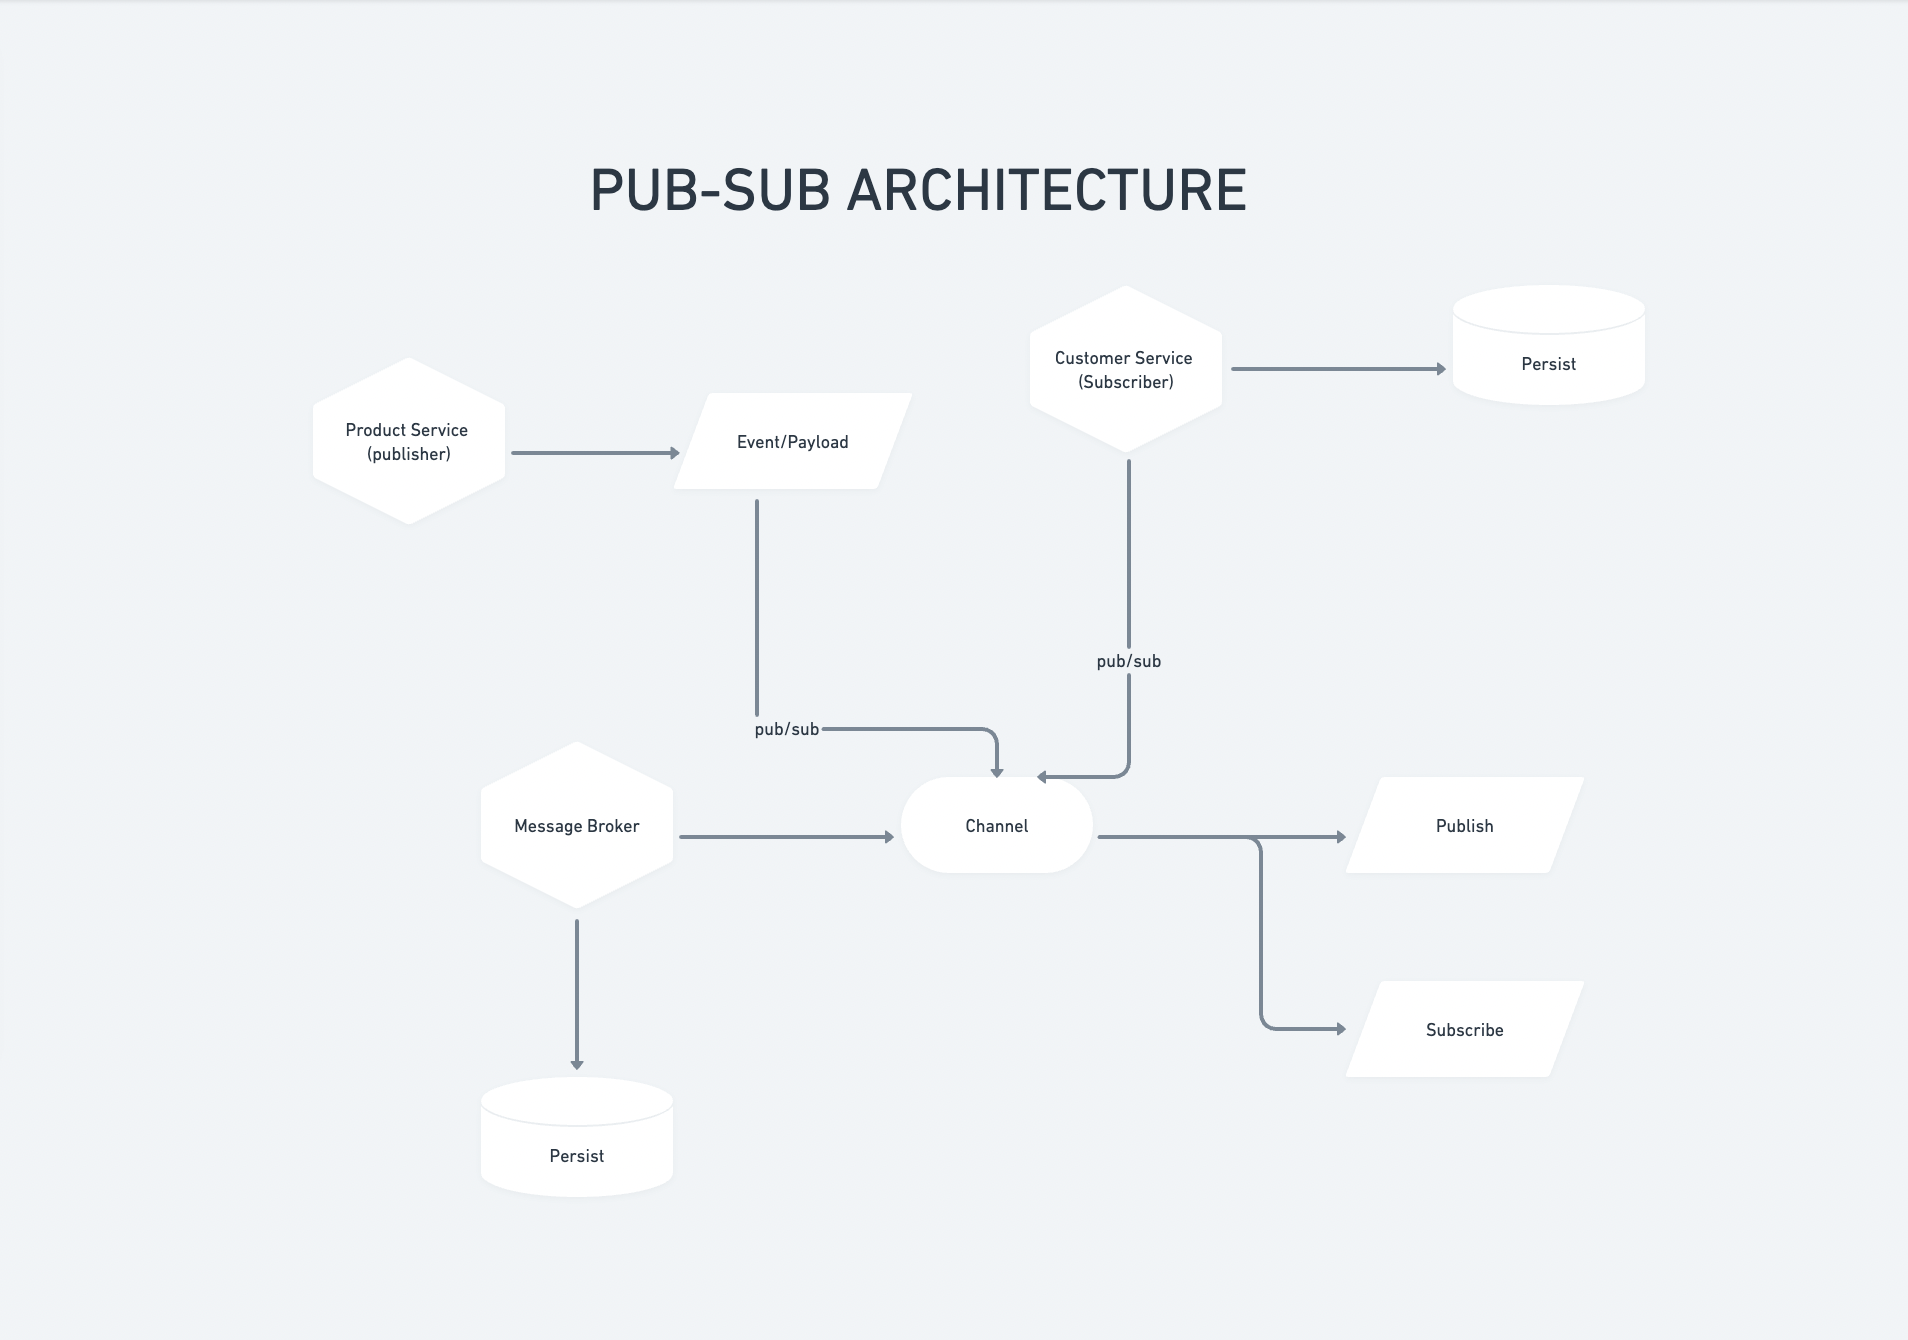 PUB-SUB ARCHITECTURE
Customer Service
(Subscriber)
Persist
Product Service
(publisher)
Event/Payload
pub/sub
pub/sub
Message Broker
Channel
Publish
Subscribe
Persist